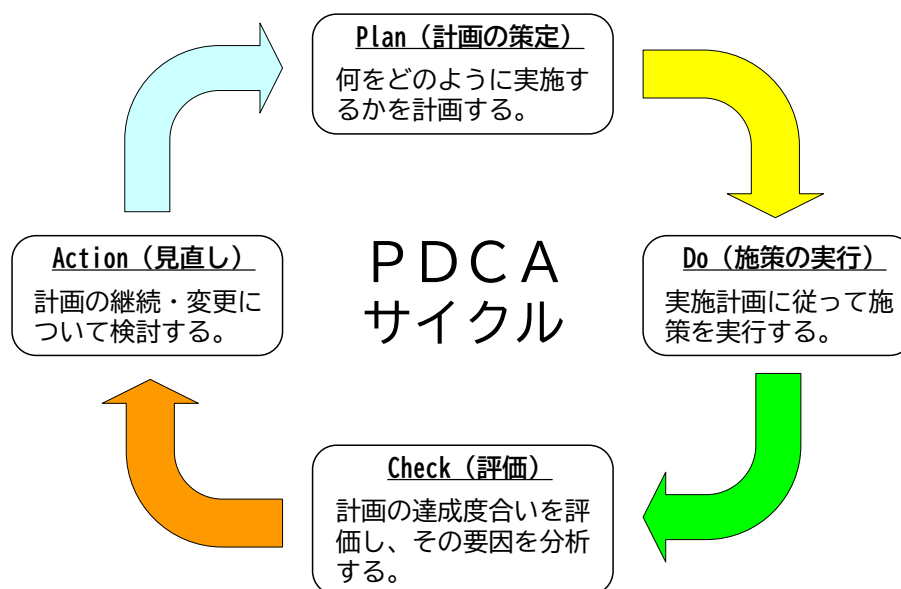 Plan（計画の策定）
何をどのように実施す
るかを計画する。
Action（見直し）
計画の継続・変更に
ついて検討する。
ＰＤＣＡ
サイクル
Do（施策の実行）
実施計画に従って施
策を実行する。
Check（評価）
計画の達成度合いを評
価し、その要因を分析
する。